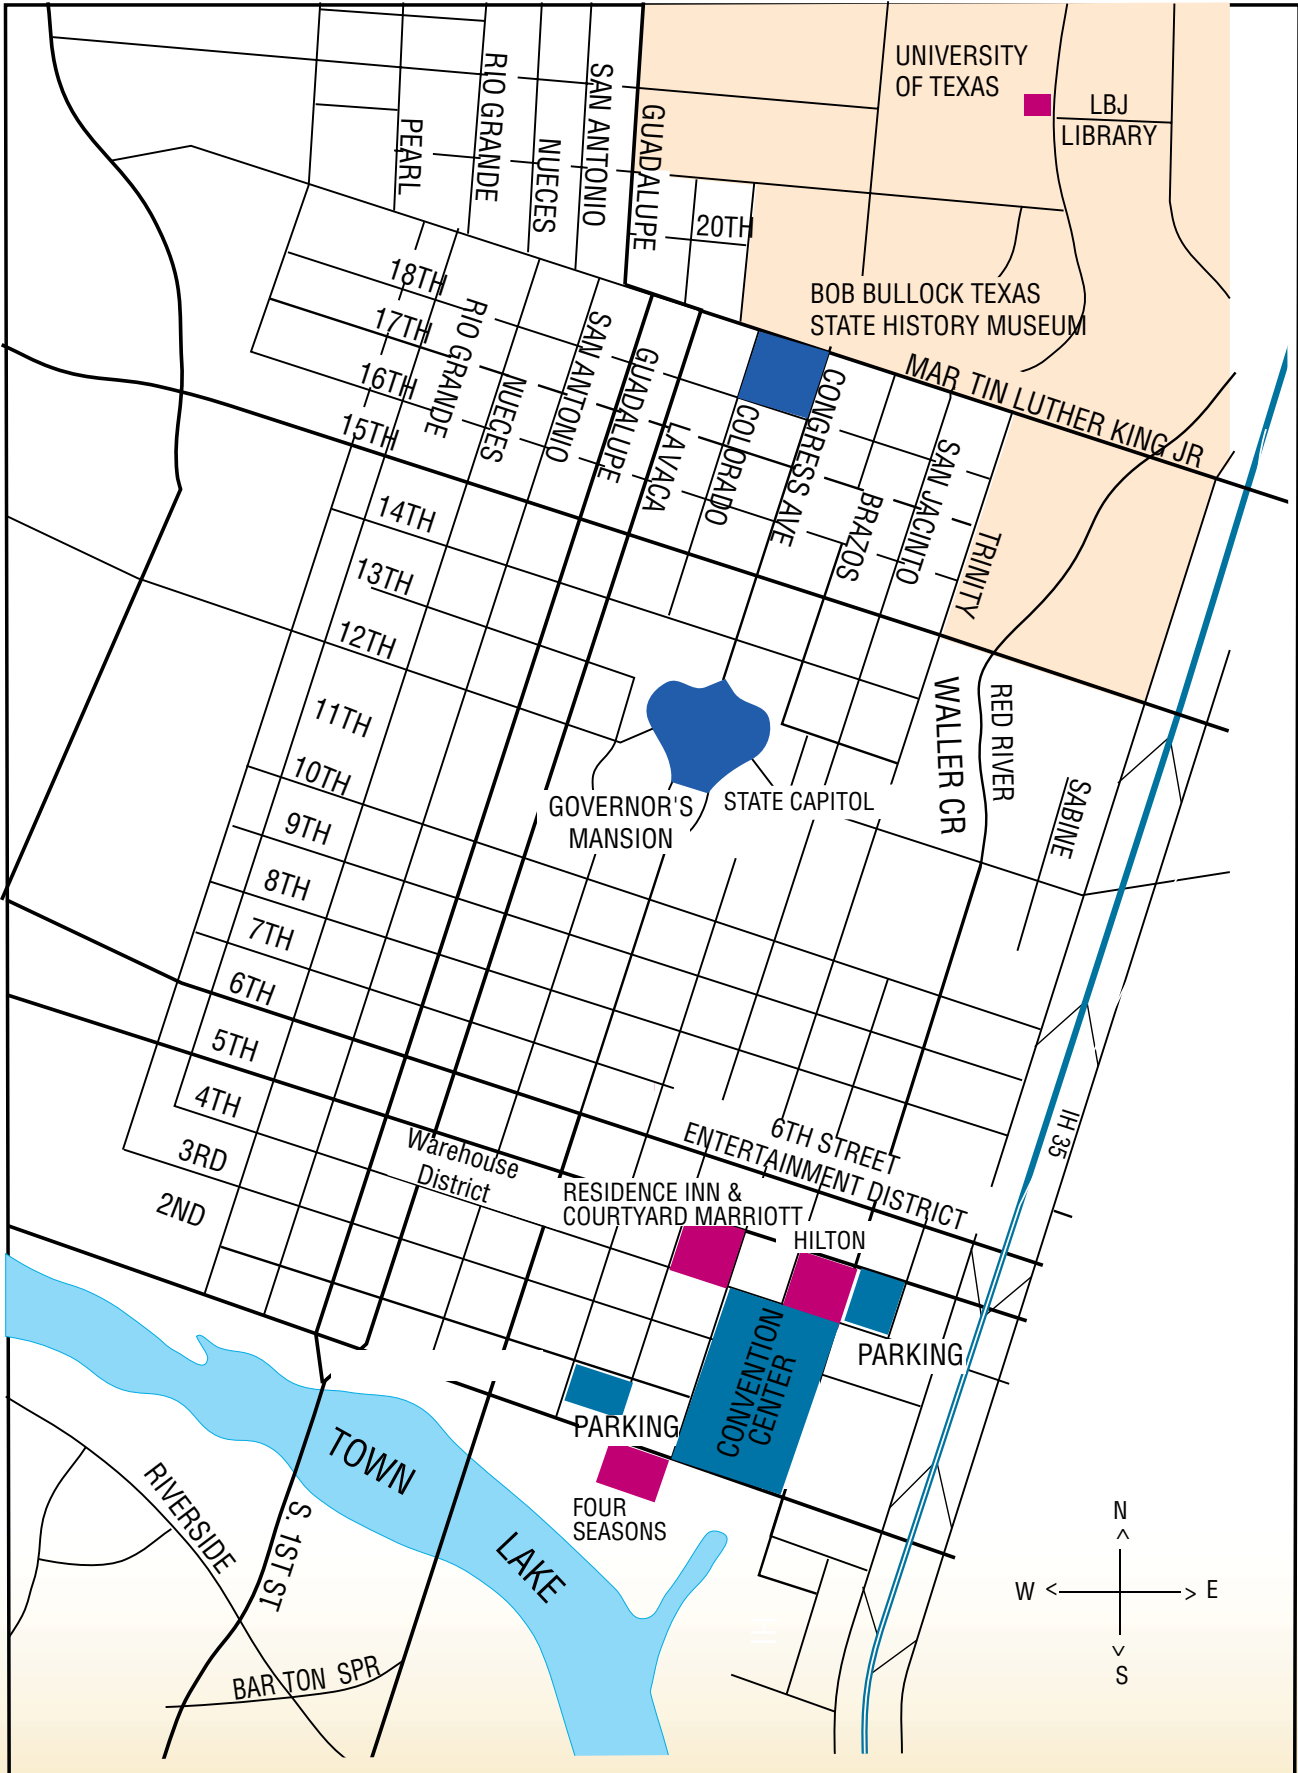 UNIVERSITY
OF TEXAS
LBJ
LIBRARY
PEARL
RIO GRANDE
NUECES
SAN ANTONIO
GUADALUPE
20TH
BOB BULLOCK TEXAS
STATE HISTORY MUSEUM
MAR TIN LUTHER KING JR
18TH
17TH
16TH
15TH
RIO GRANDE
NUECES
SAN ANTONIO
GUADALUPE
LAVACA
COLORADO
CONGRESS AVE
BRAZOS
SAN JACINTO
TRINITY
14TH
13TH
12TH
11TH
10TH
9TH
8TH
7TH
6TH
5TH
4TH
3RD
2ND
WALLER CR
RED RIVER
SABINE
GOVERNOR'S
MANSION
STATE CAPITOL
IH 35
6TH STREET
ENTERTAINMENT DISTRICT
Warehouse
District
RESIDENCE INN &
COURTYARD MARRIOTT
HILTON
PARKING
CONVENTION
CENTER
PARKING
FOUR
SEASONS
TOWN
LAKE
RIVERSIDE
S. 1ST ST
BAR TON SPR
N
W < > E
S